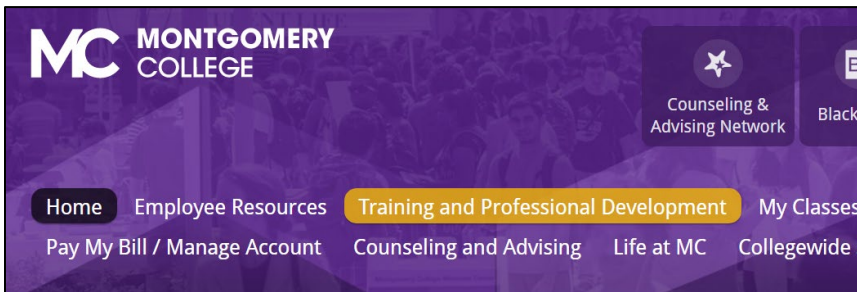 MC MONTGOMERY
COLLEGE
Counseling &
Advising Network
Black
Home Employee Resources Training and Professional Development My Classes
Pay My Bill / Manage Account Counseling and Advising Life at MC Collegewide